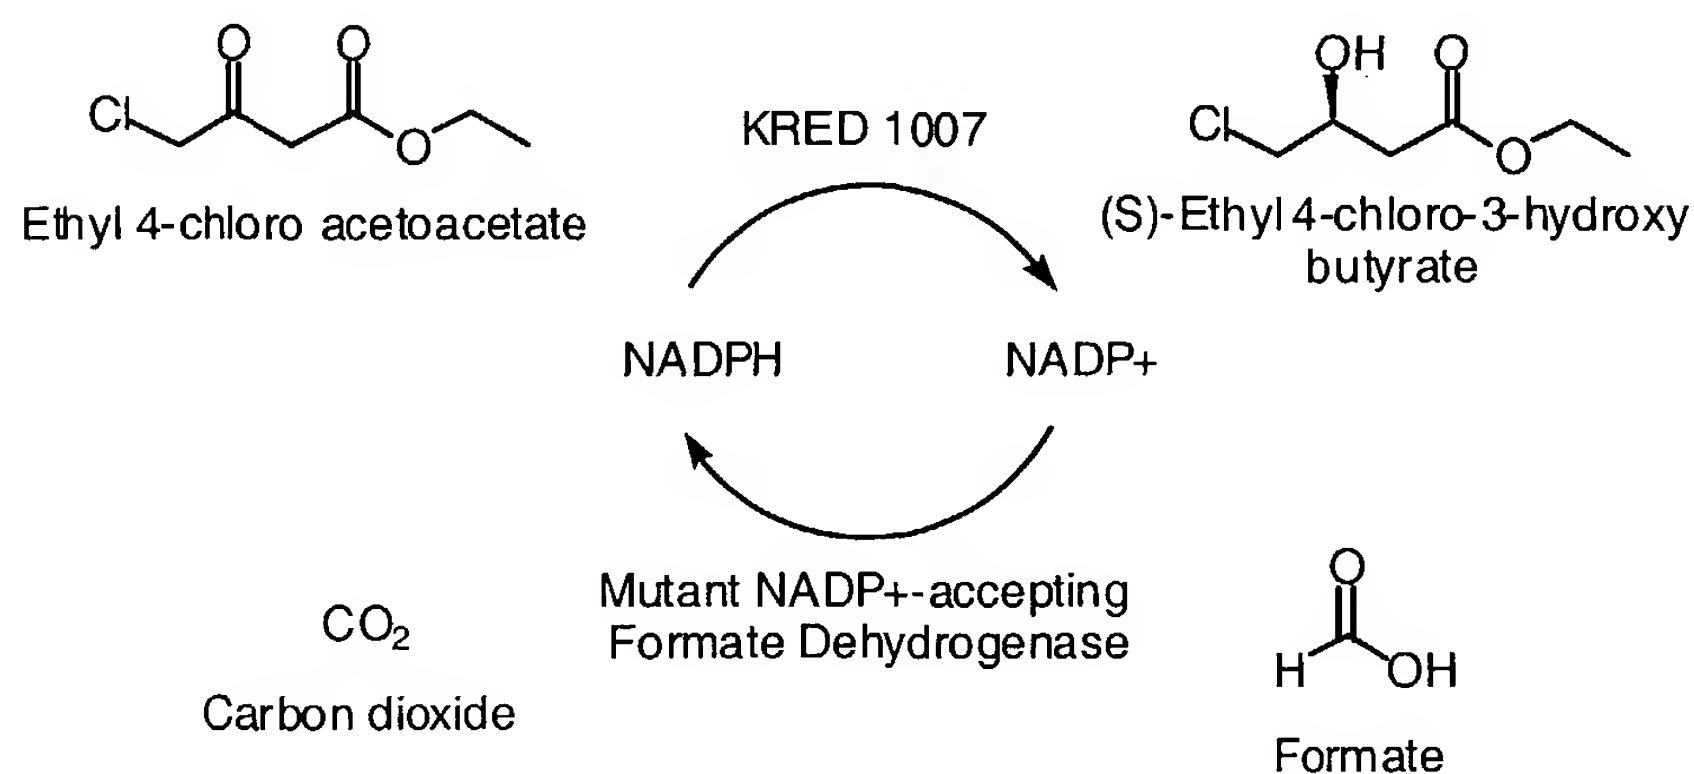 O O
Cl O
Ethyl 4-chloro acetoacetate
KRED 1007
OH O
Cl O
(S)-Ethyl 4-chloro-3-hydroxy
butyrate
NADPH NADP+
Mutant NADP+-accepting
Formate Dehydrogenase
CO2
Carbon dioxide
O
H OH
Formate